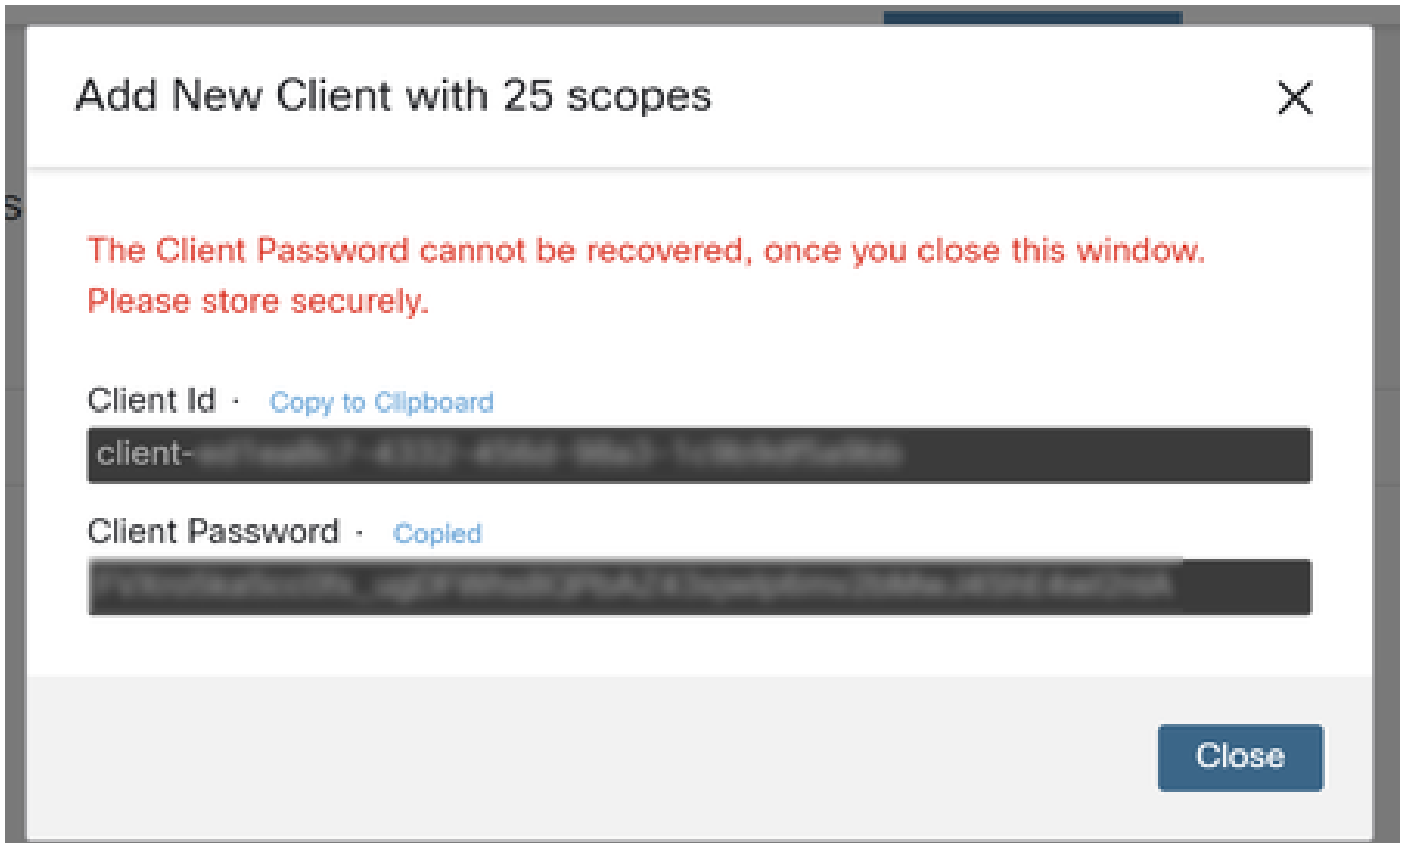 Add New Client with 25 scopes
s
The Client Password cannot be recovered, once you close this window.
Please store securely.
Client Id · Copy to Clipboard
client-
Client Password · Copied
Close